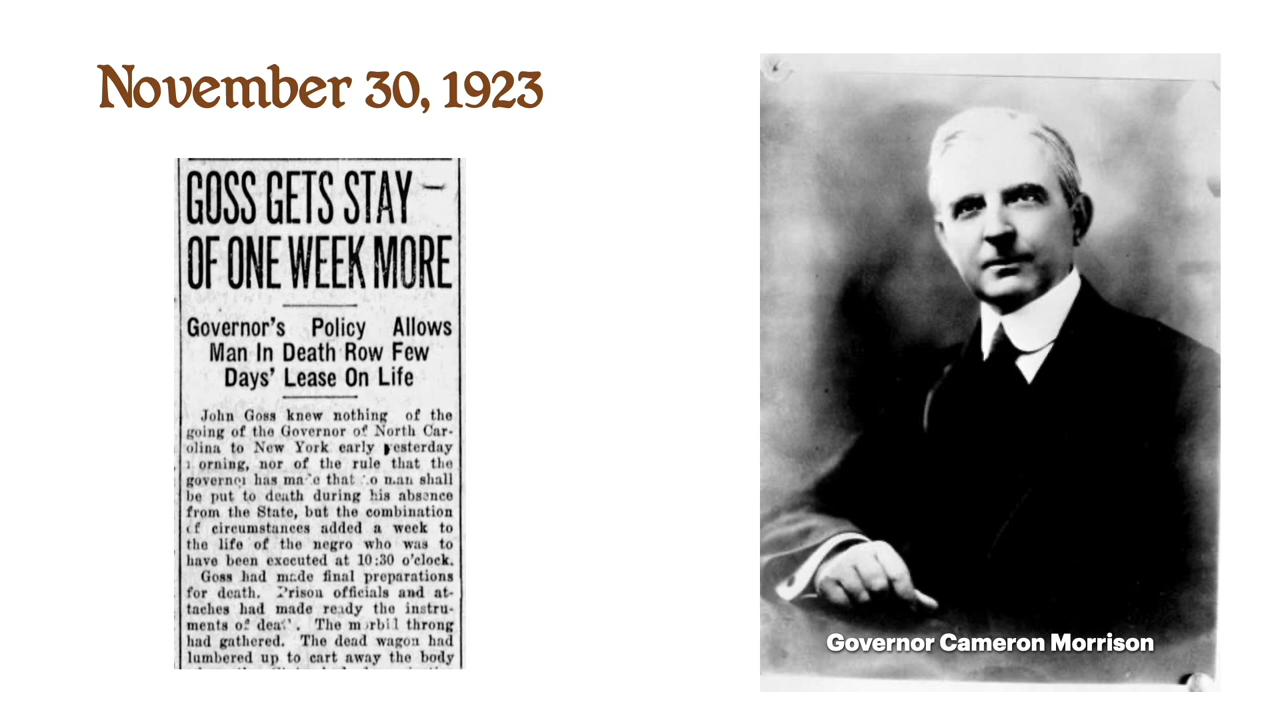 November 30, 1923
GOSS GETS STAY
OF ONE WEEK MORE
Governor's Policy Allows
Man In Death Row Few
Days' Lease On Life
John Goss knew nothing of the
going of the Governor of North Car-
olina to New York early yesterday
orning, nor of the rule that the
governor has made that no man shall
be put to death during his absence
from the State, but the combination
of circumstances added a week to
the life of the negro who was to
have been executed at 10:30 o'clock.
Goss had made final preparations
for death. Prison officials and at-
taches had made ready the instru-
ments of death. The morbid throng
had gathered. The dead wagon had
lumbered up to cart away the body
Governor Cameron Morrison